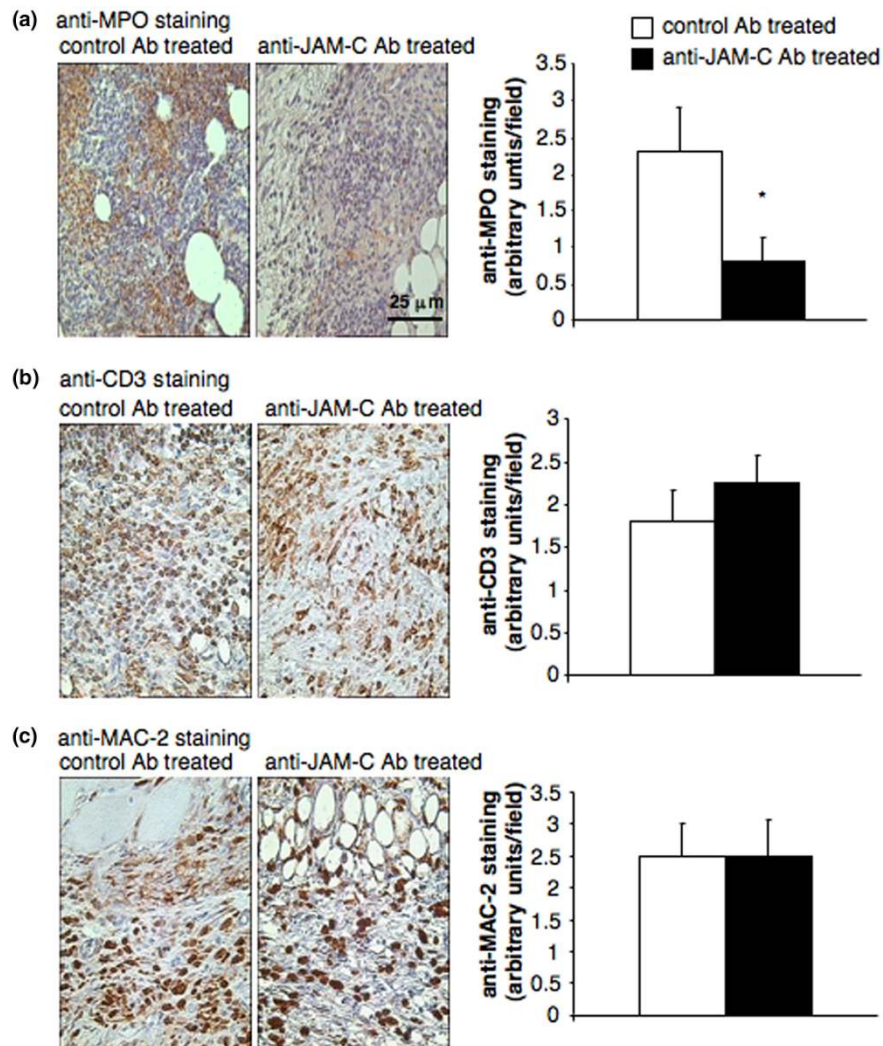 (a) anti-MPO staining
control Ab treated anti-JAM-C Ab treated
25 μm
control Ab treated
anti-JAM-C Ab treated
anti-MPO staining
(arbitrary untis/field)
3.5
3
2.5
2
1.5
1
0.5
0
*
(b) anti-CD3 staining
control Ab treated anti-JAM-C Ab treated
anti-CD3 staining
(arbitrary units/field)
3
2.5
2
1.5
1
0.5
0
(c) anti-MAC-2 staining
control Ab treated anti-JAM-C Ab treated
anti-MAC-2 staining
(arbitrary units/field)
3.5
3
2.5
2
1.5
1
0.5
0